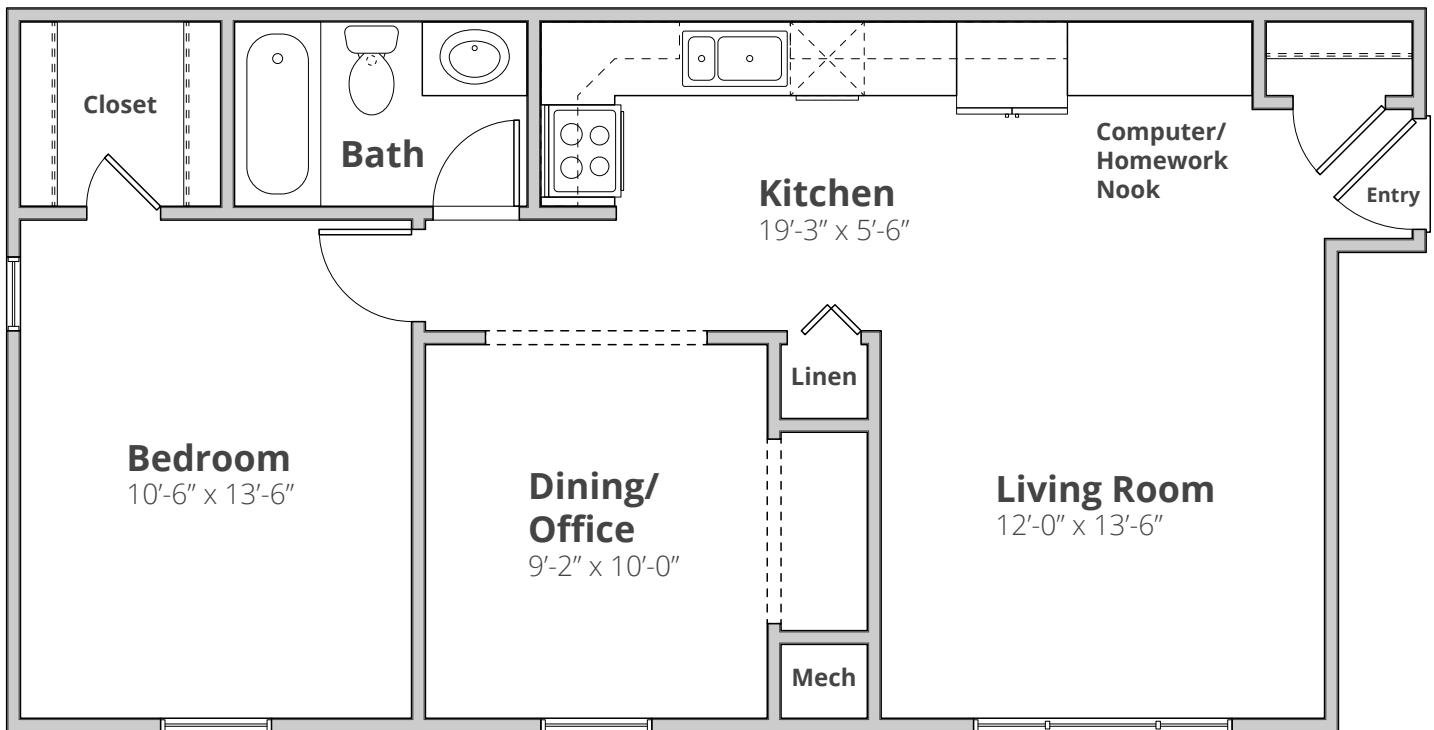 Closet
Bath
Kitchen
19’-3” x 5’-6”
Computer/
Homework
Nook
Entry
Linen
Bedroom
10’-6” x 13’-6”
Dining/
Office
9’-2” x 10’-0”
Living Room
12’-0” x 13’-6”
Mech